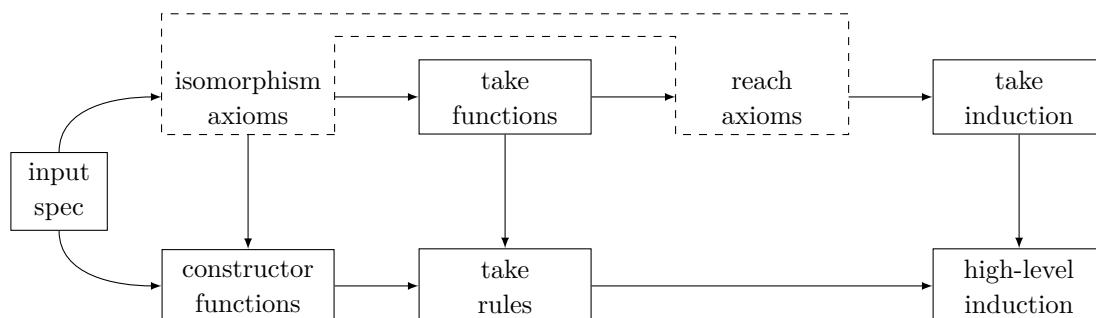 isomorphism
axioms
take
functions
reach
axioms
take
induction
input
spec
constructor
functions
take
rules
high-level
induction